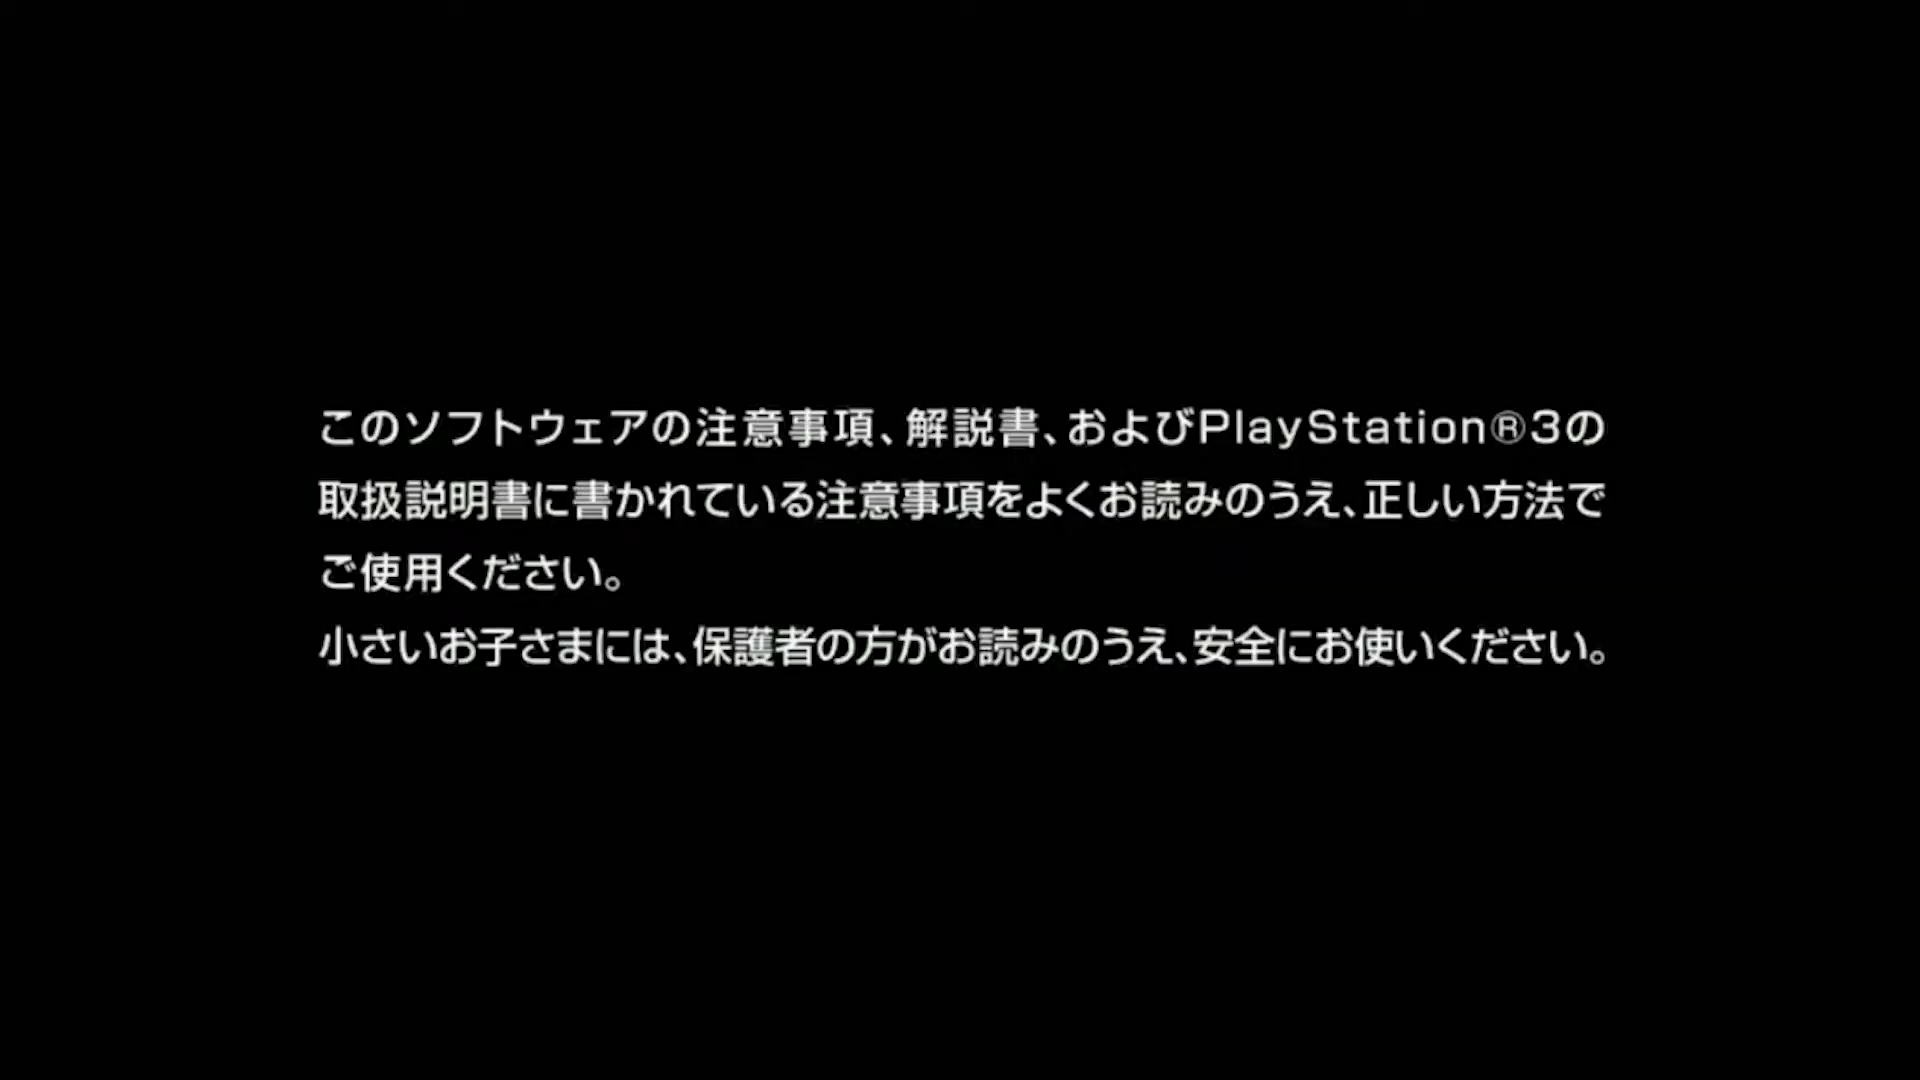 このソフトウェアの注意事項、解説書、およびPlayStation®3の
取扱説明書に書かれている注意事項をよくお読みのうえ、正しい方法で
ご使用ください。
小さいお子さまには、保護者の方がお読みのうえ、安全にお使いください。